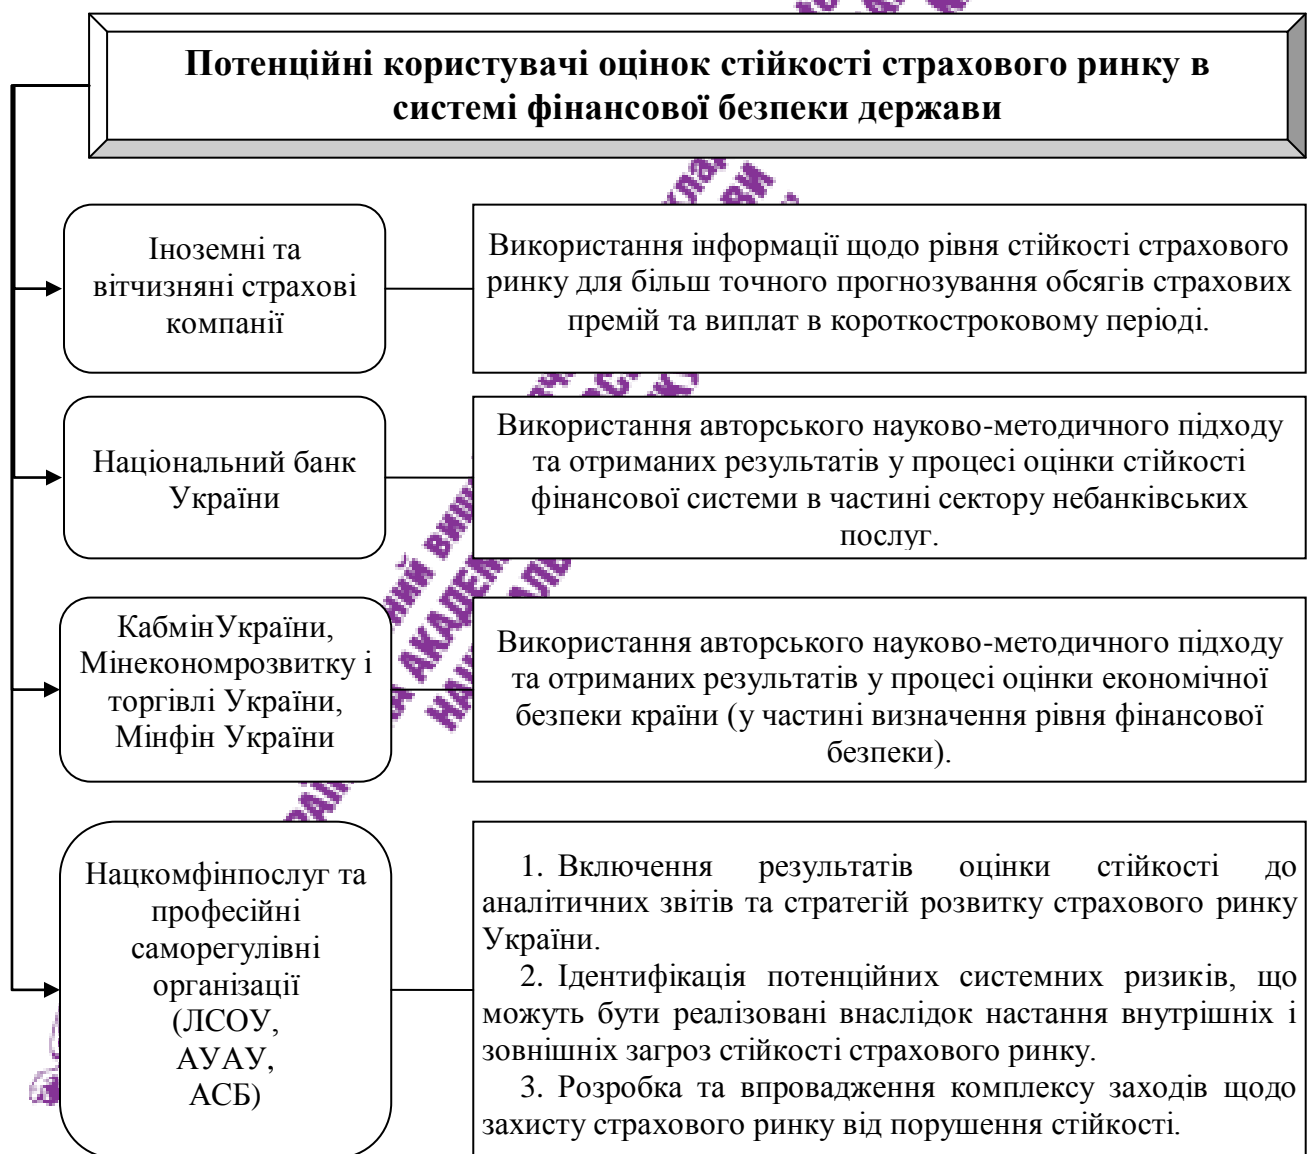 Потенційні користувачі оцінок стійкості страхового ринку в
системі фінансової безпеки держави
Іноземні та
вітчизняні страхові
компанії
Використання інформації щодо рівня стійкості страхового
ринку для більш точного прогнозування обсягів страхових
премій та виплат в короткостроковому періоді.
Національний банк
України
Використання авторського науково-методичного підходу
та отриманих результатів у процесі оцінки стійкості
фінансової системи в частині сектору небанківських
послуг.
КабмінУкраїни,
Мінекономрозвитку і
торгівлі України,
Мінфін України
Використання авторського науково-методичного підходу
та отриманих результатів у процесі оцінки економічної
безпеки країни (у частині визначення рівня фінансової
безпеки).
Нацкомфінпослуг та
професійні
саморегулівні
організації
(ЛСОУ,
АУАУ,
АСБ)
1. Включення результатів оцінки стійкості до
аналітичних звітів та стратегій розвитку страхового ринку
України.
2. Ідентифікація потенційних системних ризиків, що
можуть бути реалізовані внаслідок настання внутрішніх і
зовнішніх загроз стійкості страхового ринку.
3. Розробка та впровадження комплексу заходів щодо
захисту страхового ринку від порушення стійкості.